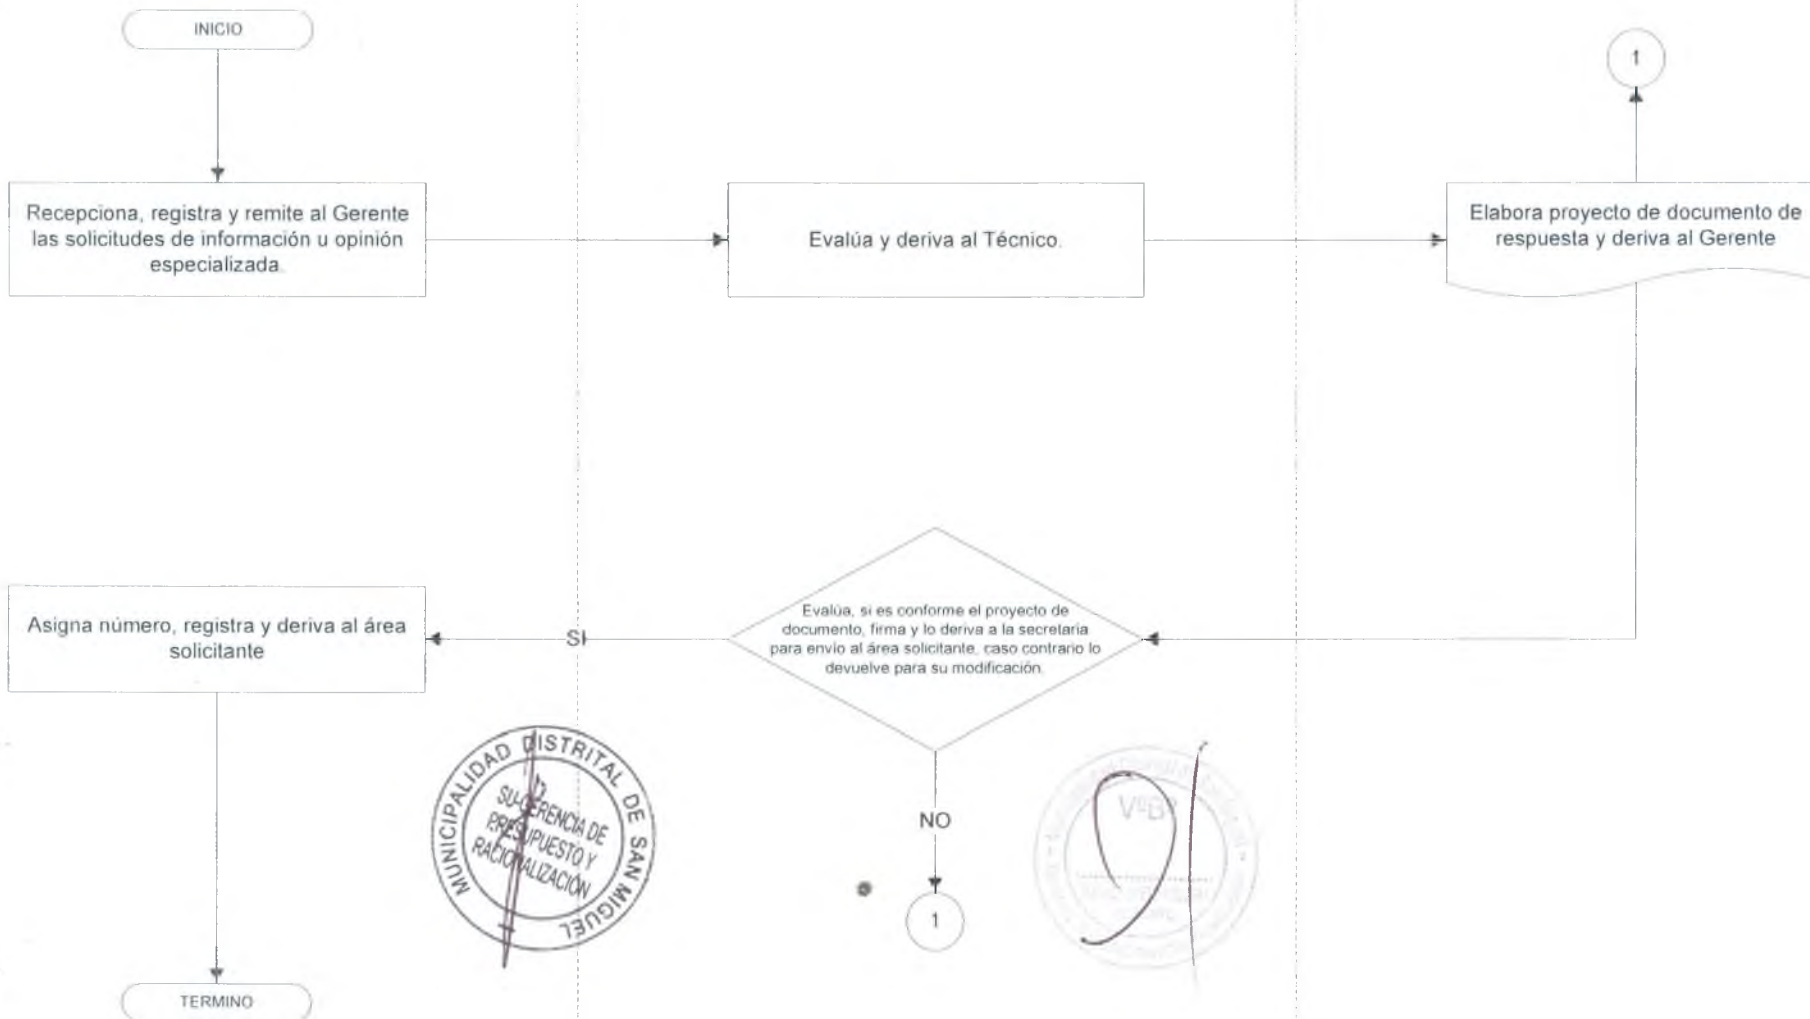 INICIO
1
Recepciona, registra y remite al Gerente
las solicitudes de información u opinión
especializada.
Evalúa y deriva al Técnico.
Elabora proyecto de documento de
respuesta y deriva al Gerente
Asigna número, registra y deriva al área
solicitante
SI
Evalúa, si es conforme el proyecto de
documento, firma y lo deriva a la secretaria
para envio al área solicitante, caso contrario lo
devuelve para su modificación.
NO
1
TERMINO
MUNICIPALIDAD DISTRITAL DE SAN MIGUEL
SU-GERENCIA DE
PRESUPUESTO Y
RACIONALIZACIÓN
VºBº